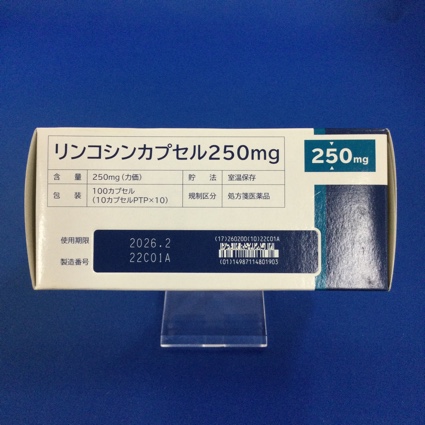 リンコシンカプセル250mg
250mg
含量 250mg(力価) 貯法 室温保存
包装 100カプセル (10カプセルPTP×10) 規制区分 処方箋医薬品
使用期限 2026.2
製造番号 22C01A
(17)260200(10)22C01A
(01)14987114801903